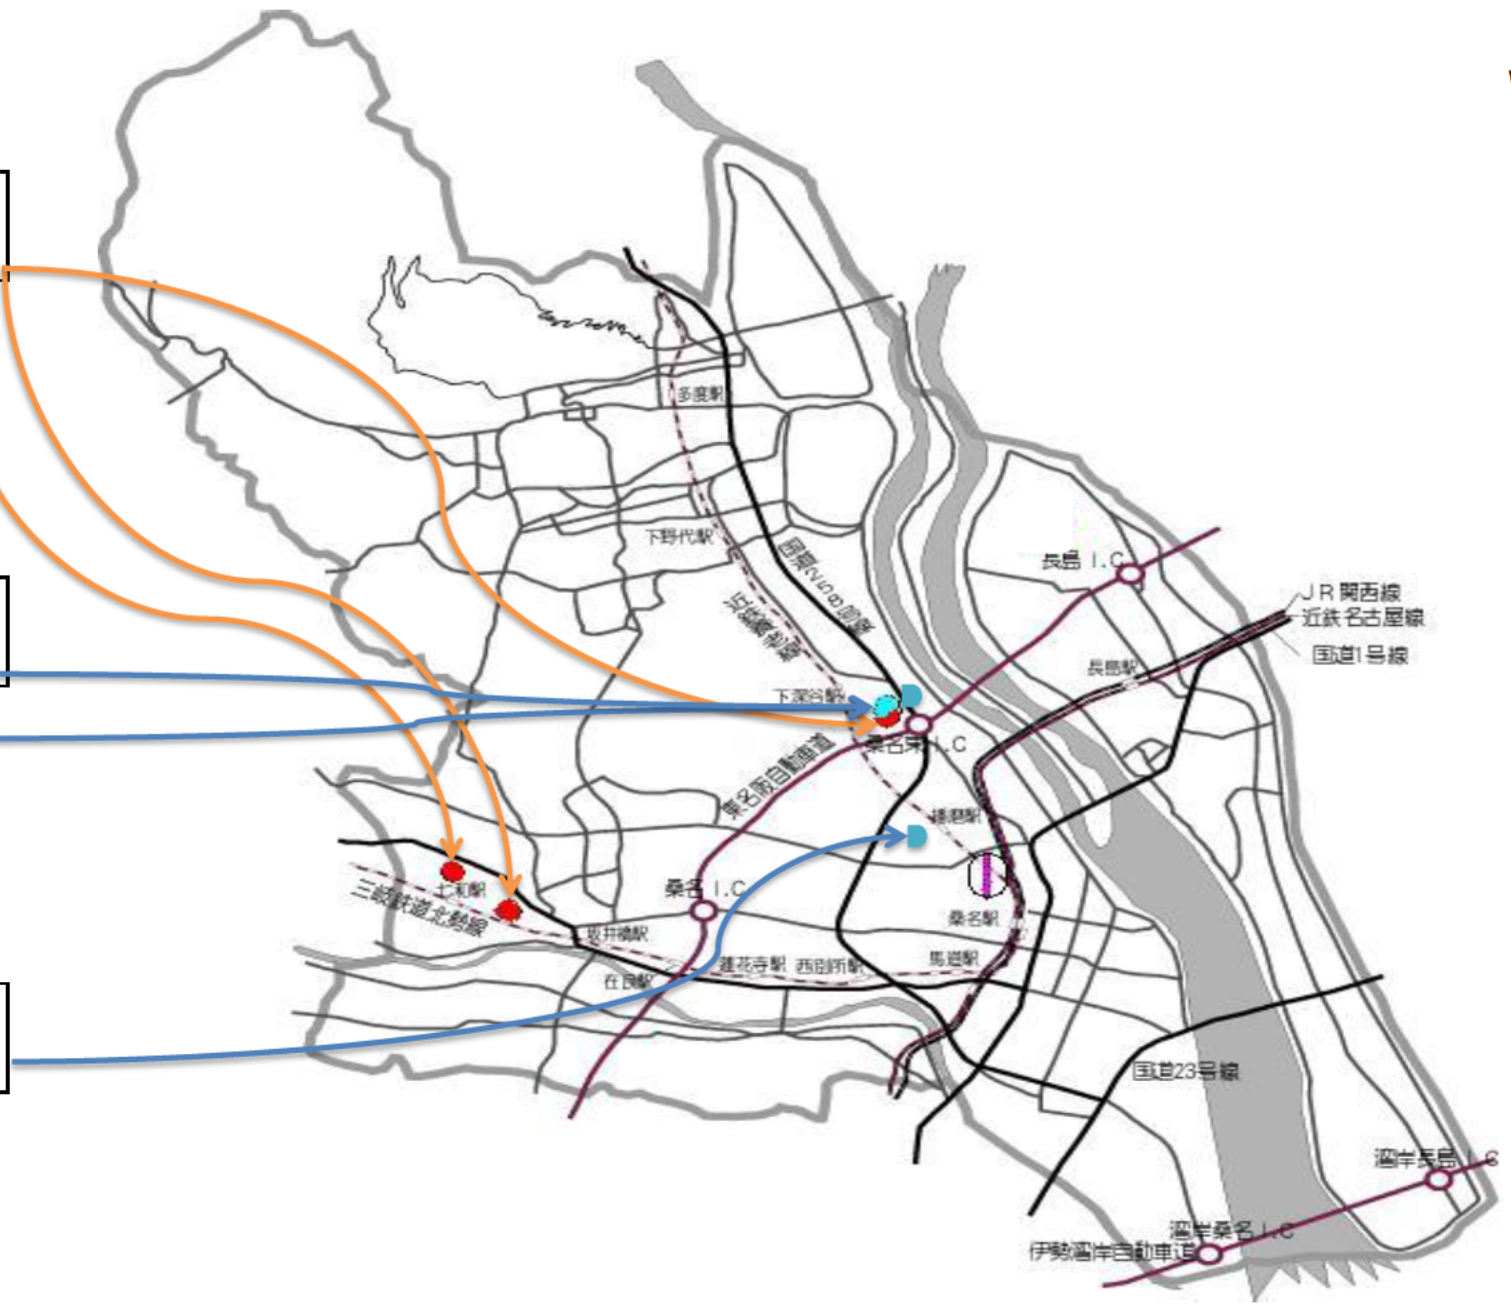 多度駅
下野代駅
国道258号線
近鉄養老線
長島 I.C
JR関西線
近鉄名古屋線
国道1号線
長島駅
下深谷駅
桑名東I.C
東名阪自動車道
播磨駅
七和駅
三岐鉄道北勢線
桑名 I.C
桑名駅
坂井橋駅
在良駅
蓮花寺駅
西別所駅
馬道駅
国道23号線
湾岸長島 I C
湾岸桑名 I.C
伊勢湾岸自動車道